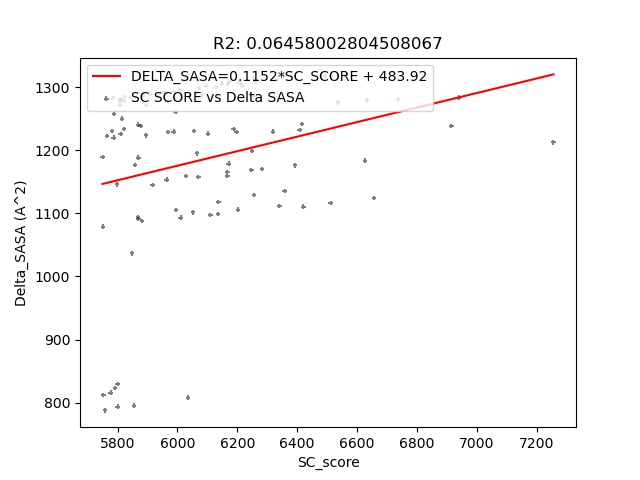 R2: 0.06458002804508067
DELTA_SASA=0.1152*SC_SCORE + 483.92
SC SCORE vs Delta SASA
Delta_SASA (A^2)
1300
1200
1100
1000
900
800
5800 6000 6200 6400 6600 6800 7000 7200
SC_score